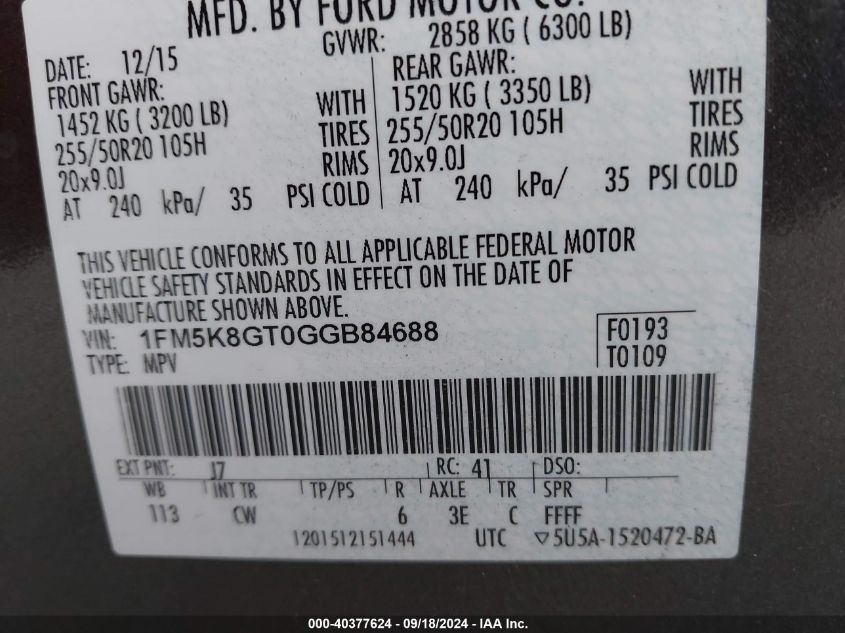 MFD. BY FORD MOTOR CO.
DATE: 12/15 GVWR: 2858 KG ( 6300 LB)
FRONT GAWR: REAR GAWR:
1452 KG ( 3200 LB) WITH 1520 KG ( 3350 LB) WITH
255/50R20 105H TIRES 255/50R20 105H TIRES
20x9.0J RIMS 20x9.0J RIMS
AT 240 kPa/ 35 PSI COLD AT 240 kPa/ 35 PSI COLD
THIS VEHICLE CONFORMS TO ALL APPLICABLE FEDERAL MOTOR
VEHICLE SAFETY STANDARDS IN EFFECT ON THE DATE OF
MANUFACTURE SHOWN ABOVE.
VIN: 1FM5K8GT0GGB84688 F0193
TYPE: MPV T0109
EXT PNT: J7 RC: 41 DSO:
WB INT TR TP/PS R AXLE TR SPR
113 CW 6 3E C FFFF
1201512151444 UTC ▽5U5A-1520472-BA
000-40377624 - 09/18/2024 - IAA Inc.